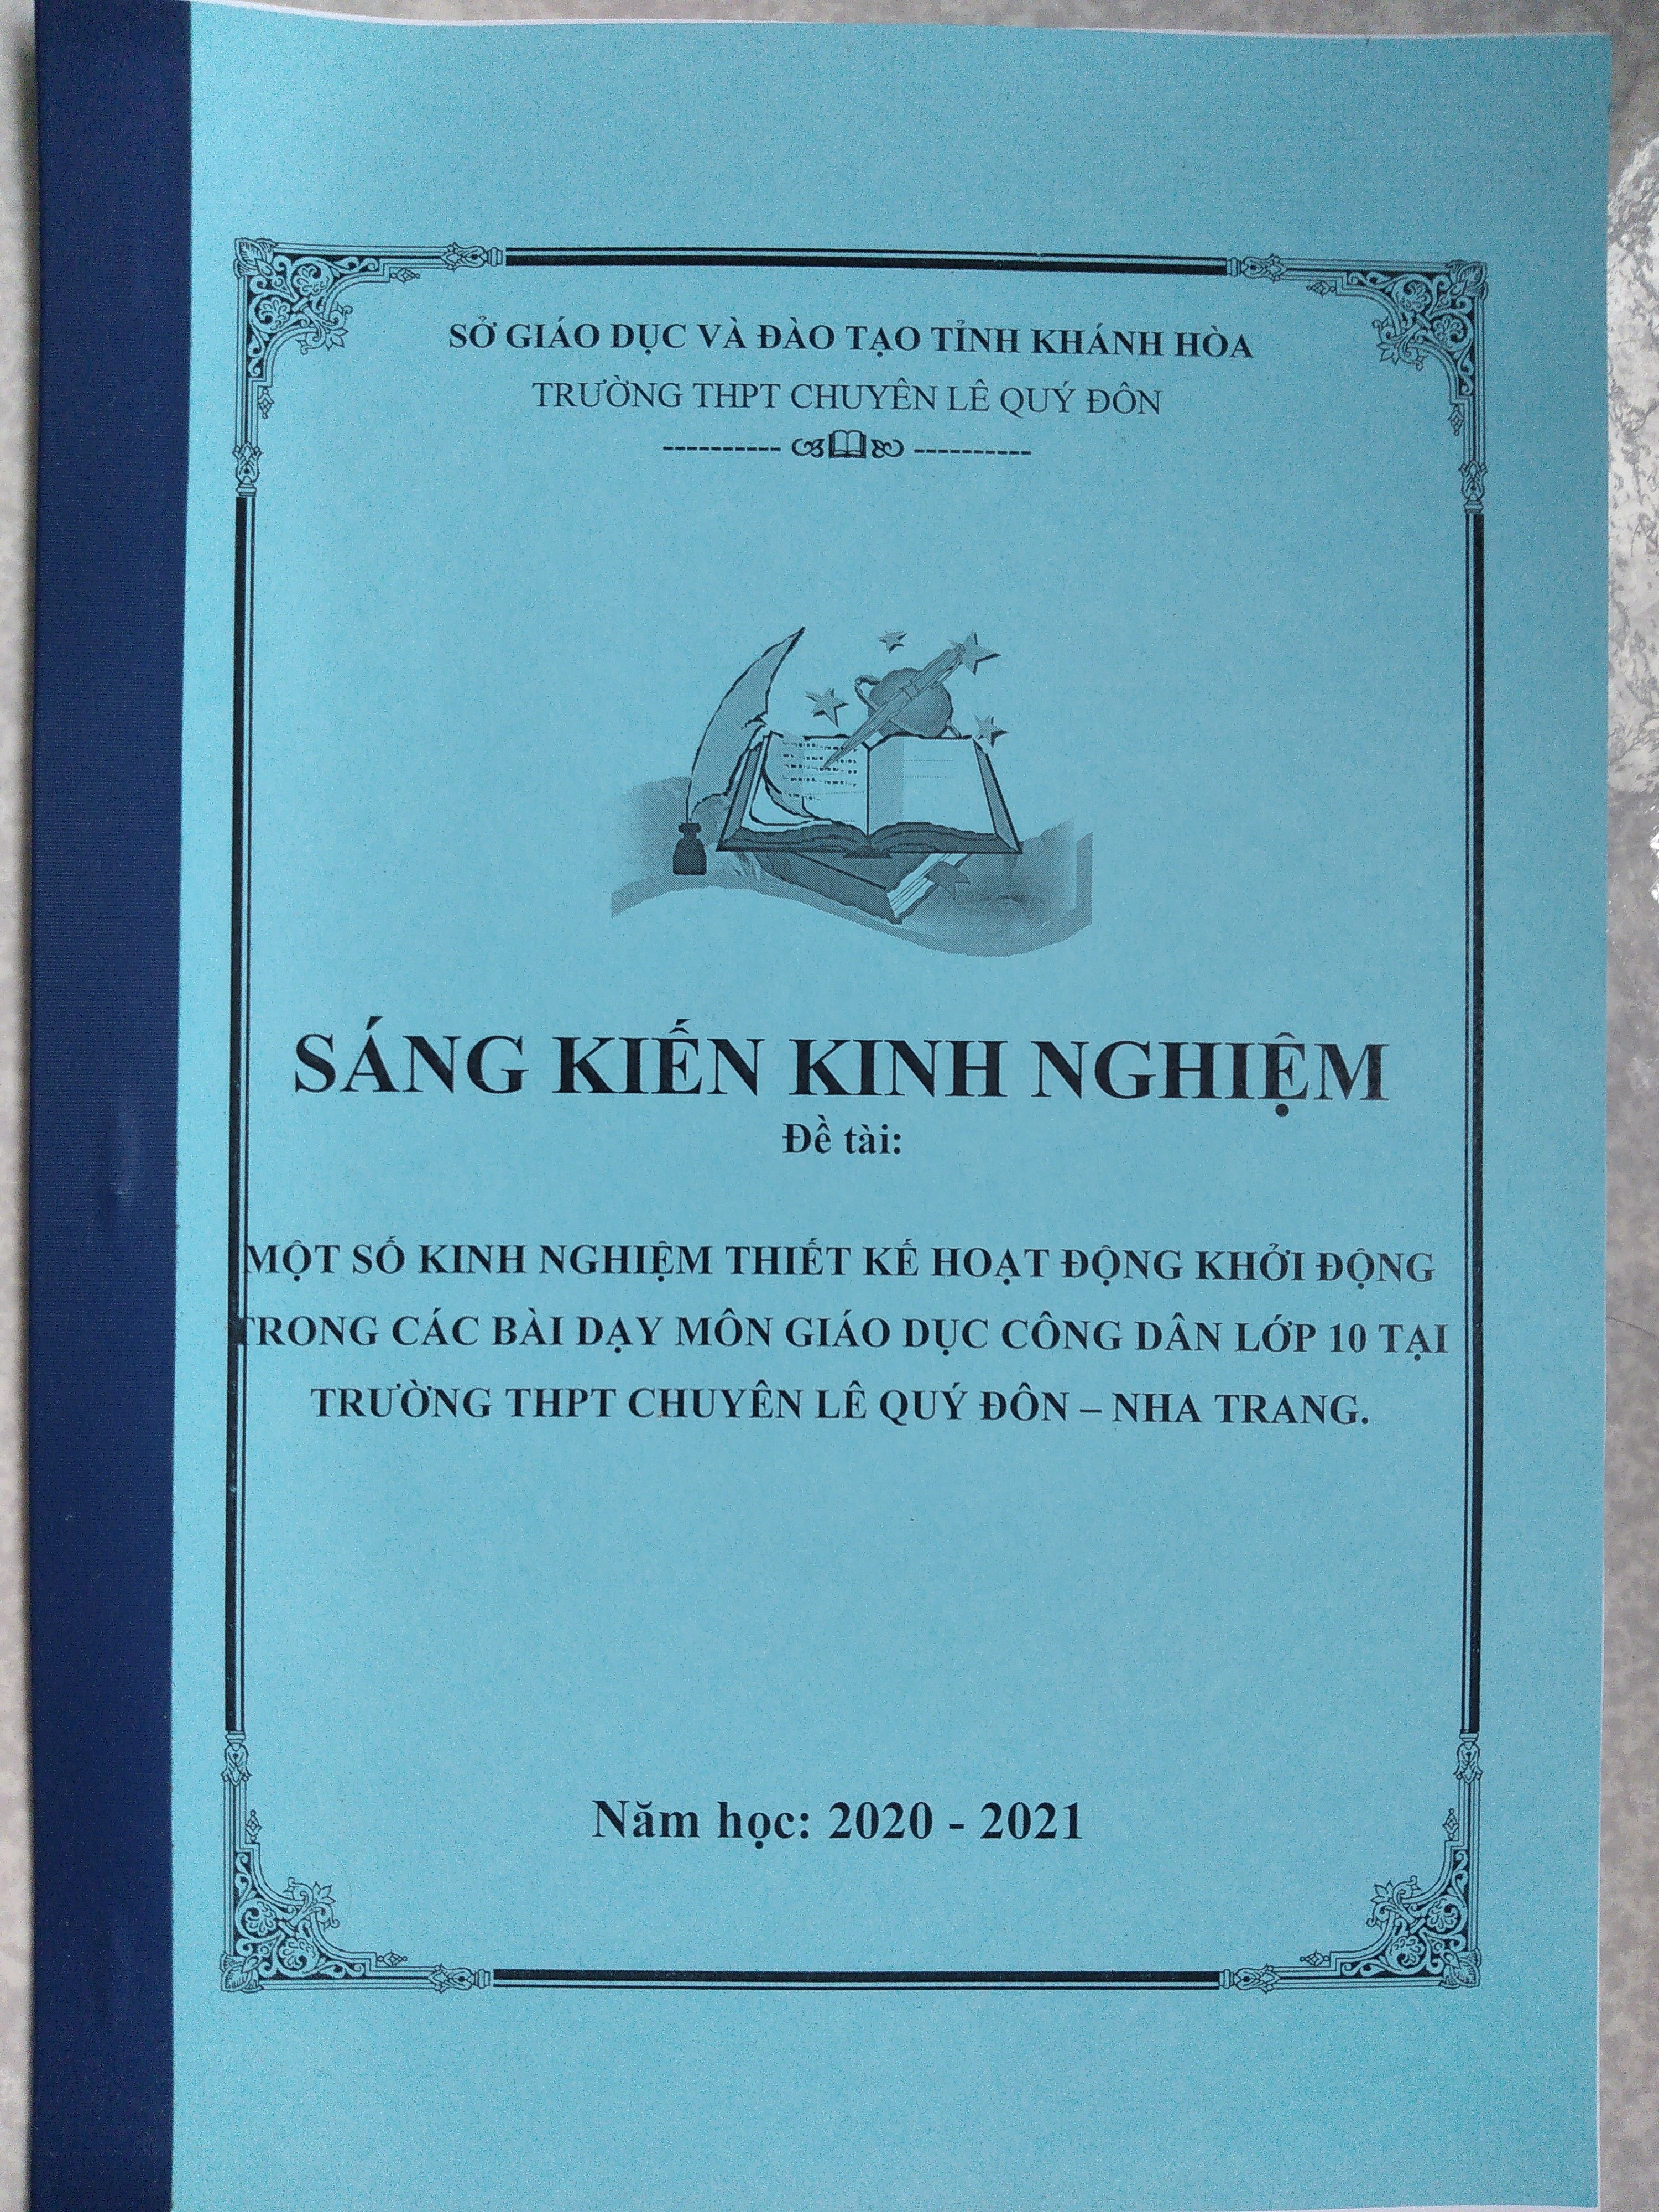 SỞ GIÁO DỤC VÀ ĐÀO TẠO TỈNH KHÁNH HÒA
TRƯỜNG THPT CHUYÊN LÊ QUÝ ĐÔN
SÁNG KIẾN KINH NGHIỆM
Đề tài:
MỘT SỐ KINH NGHIỆM THIẾT KẾ HOẠT ĐỘNG KHỞI ĐỘNG
TRONG CÁC BÀI DẠY MÔN GIÁO DỤC CÔNG DÂN LỚP 10 TẠI
TRƯỜNG THPT CHUYÊN LÊ QUÝ ĐÔN – NHA TRANG.
Năm học: 2020 - 2021